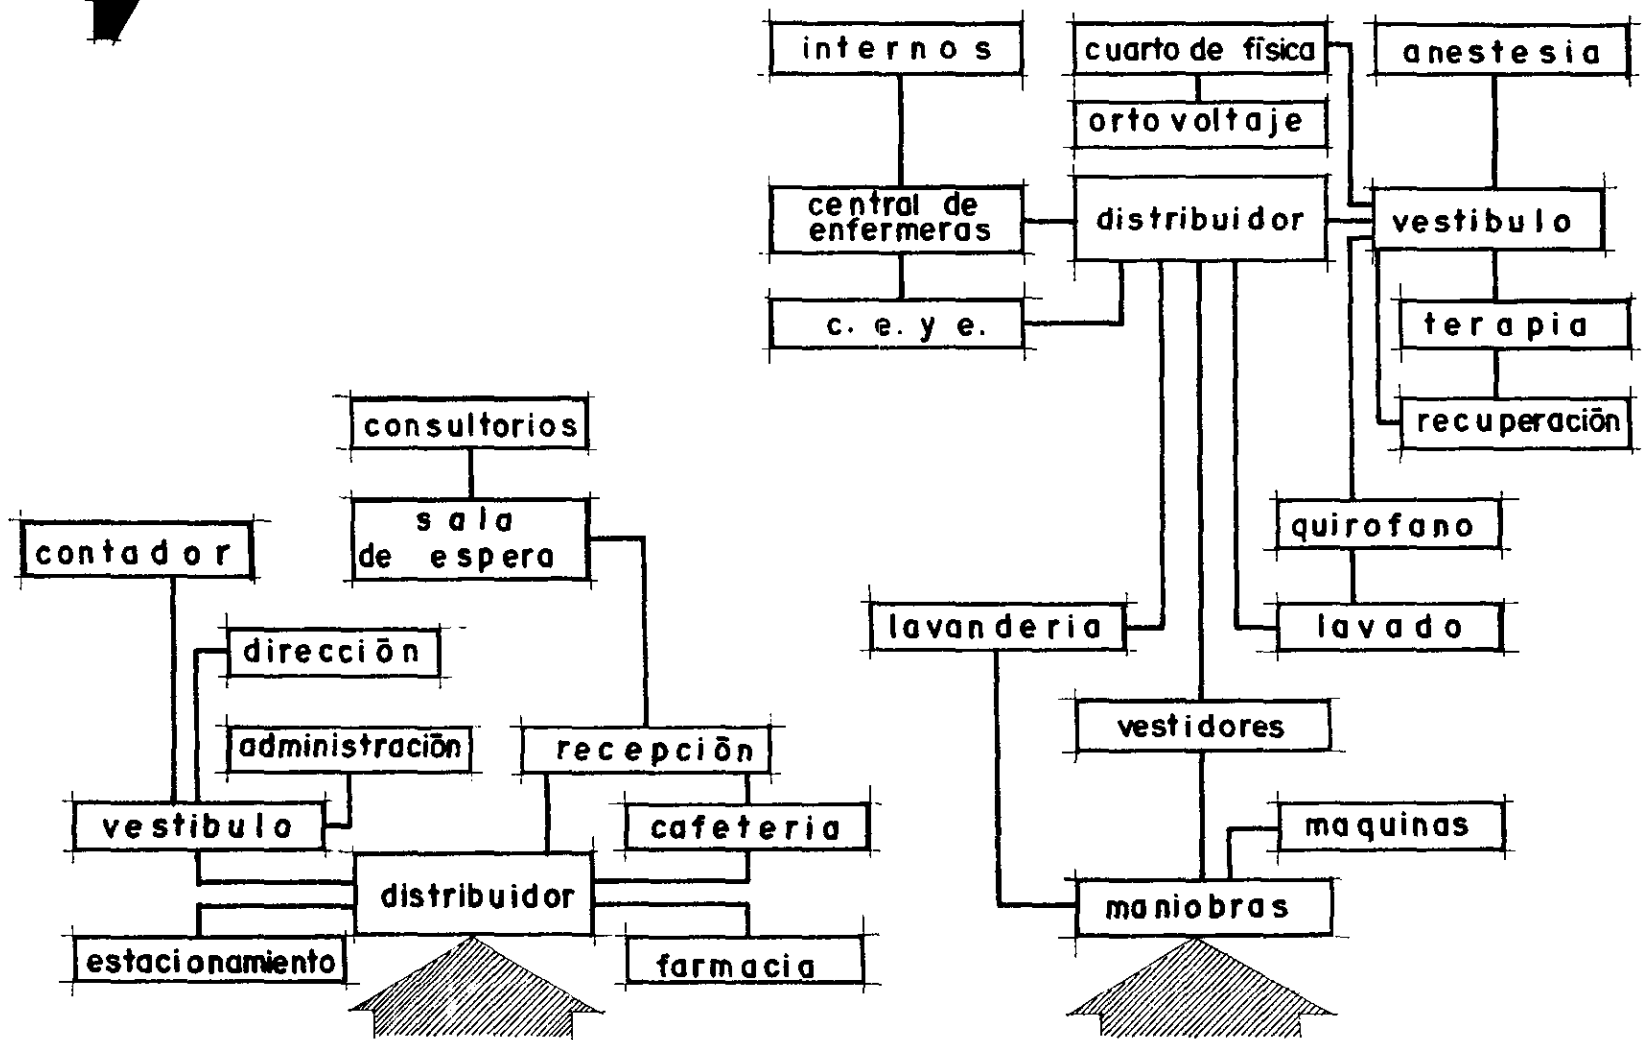 internos
cuarto de física
anestesia
orto voltaje
central de
enfermeras
distribuidor
vestibulo
c. e. y e.
terapia
recuperación
consultorios
sala
de espera
quirofano
contador
lavanderia
lavado
dirección
vestidores
administración
recepción
vestibulo
cafeteria
maquinas
distribuidor
maniobras
estacionamiento
farmacia